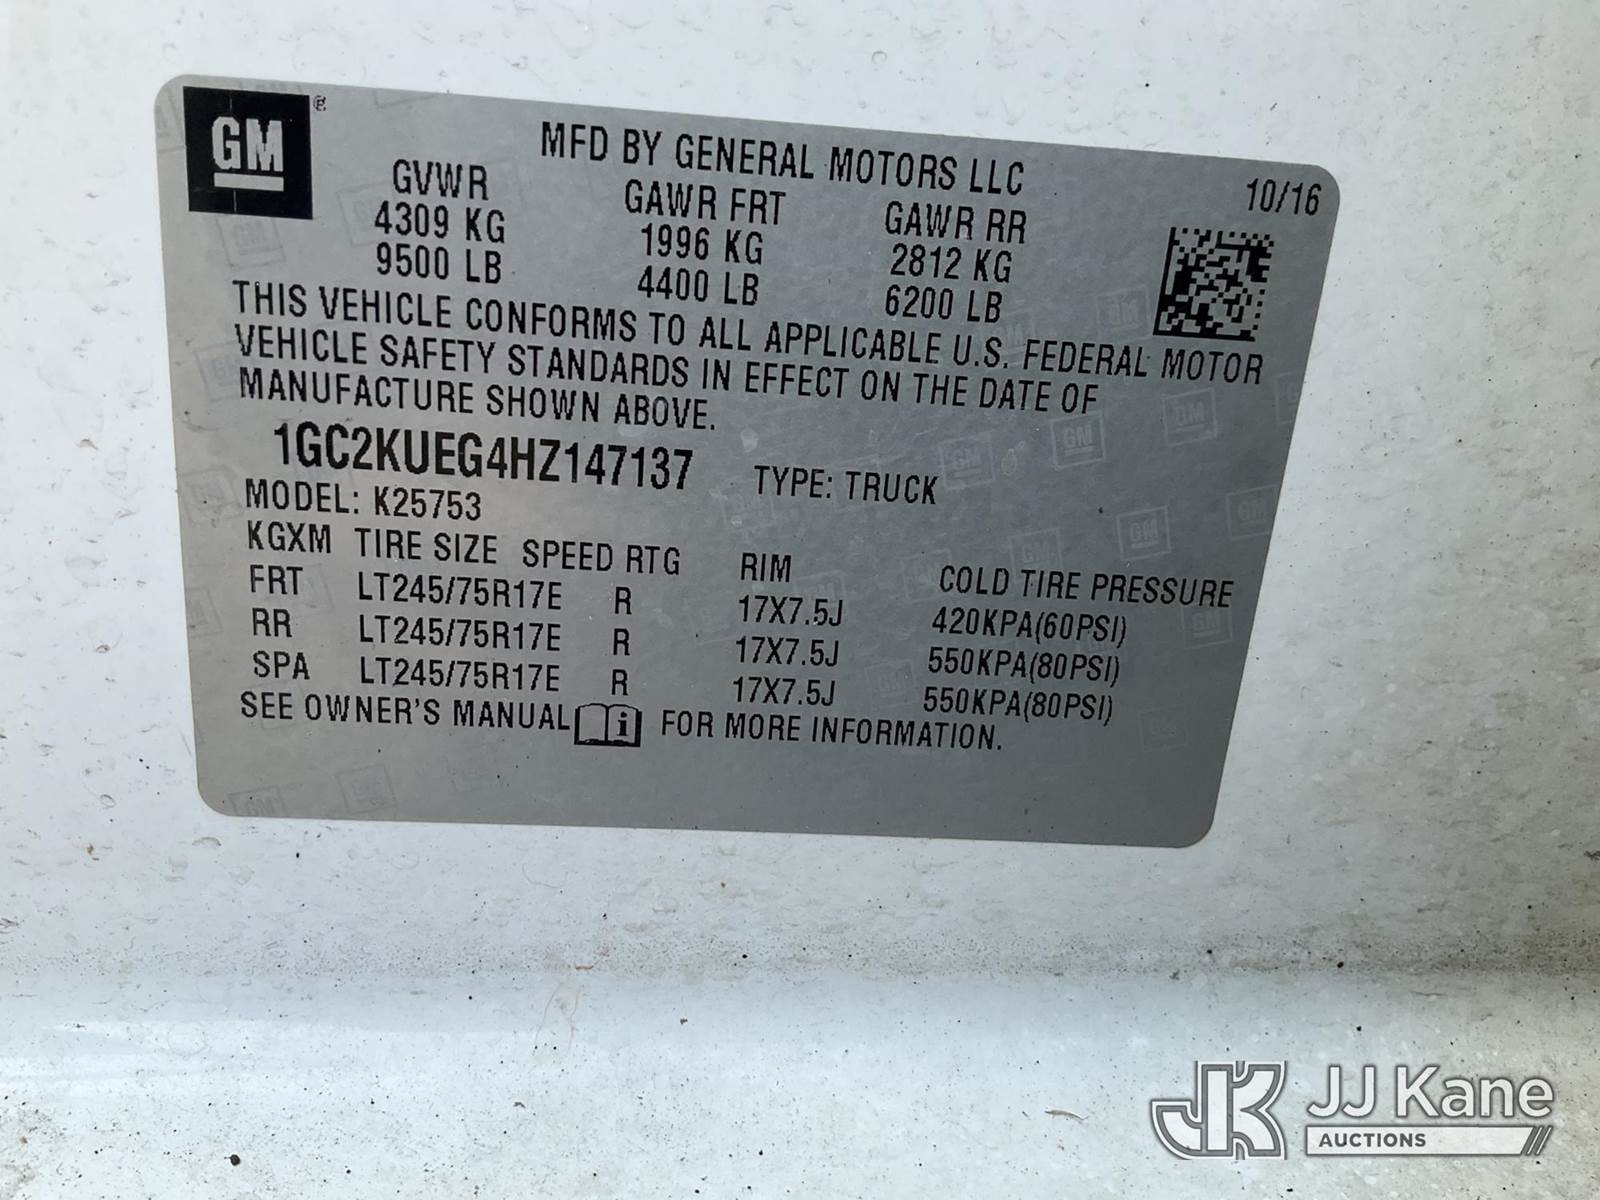 GM
MFD BY GENERAL MOTORS LLC
10/16
GVWR GAWR FRT GAWR RR
4309 KG 1996 KG 2812 KG
9500 LB 4400 LB 6200 LB
THIS VEHICLE CONFORMS TO ALL APPLICABLE U.S. FEDERAL MOTOR
VEHICLE SAFETY STANDARDS IN EFFECT ON THE DATE OF
MANUFACTURE SHOWN ABOVE.
1GC2KUEG4HZ147137 TYPE: TRUCK
MODEL: K25753
KGXM TIRE SIZE SPEED RTG RIM COLD TIRE PRESSURE
FRT LT245/75R17E R 17X7.5J 420KPA(60PSI)
RR LT245/75R17E R 17X7.5J 550KPA(80PSI)
SPA LT245/75R17E R 17X7.5J 550KPA(80PSI)
SEE OWNER'S MANUAL i FOR MORE INFORMATION.
JK JJ Kane
AUCTIONS